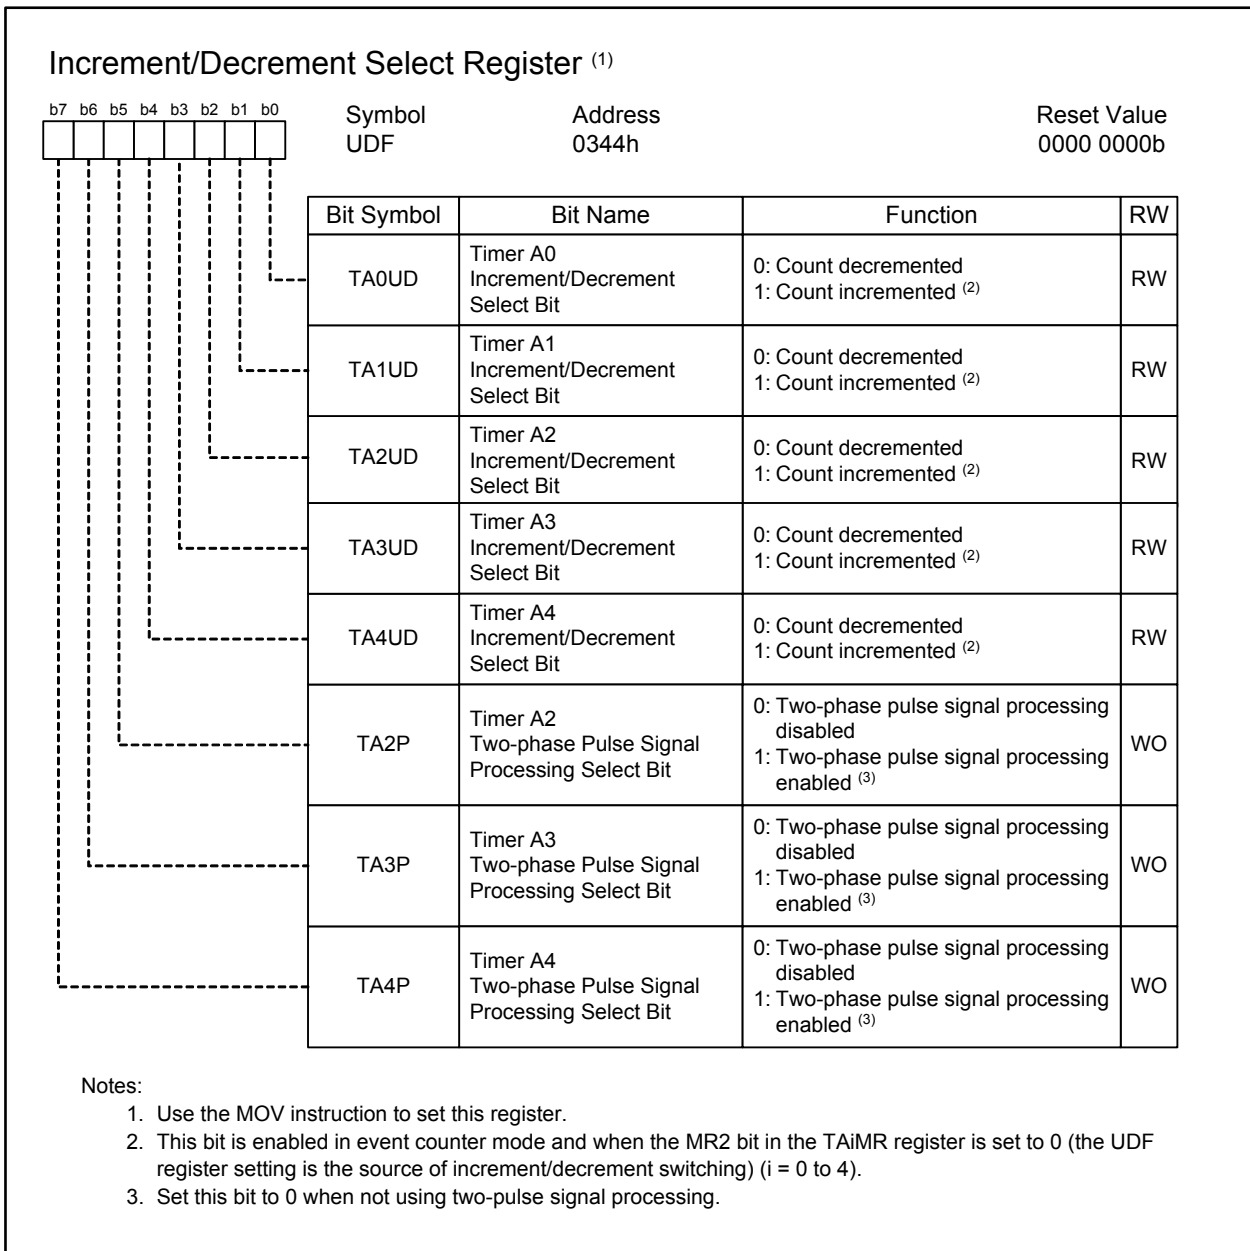 Increment/Decrement Select Register (1)
b7 b6 b5 b4 b3 b2 b1 b0
Symbol Address Reset Value
UDF 0344h 0000 0000b
Bit Symbol Bit Name Function RW
TA0UD
Timer A0
Increment/Decrement
Select Bit
0: Count decremented
1: Count incremented (2)
RW
TA1UD
Timer A1
Increment/Decrement
Select Bit
0: Count decremented
1: Count incremented (2)
RW
TA2UD
Timer A2
Increment/Decrement
Select Bit
0: Count decremented
1: Count incremented (2)
RW
TA3UD
Timer A3
Increment/Decrement
Select Bit
0: Count decremented
1: Count incremented (2)
RW
TA4UD
Timer A4
Increment/Decrement
Select Bit
0: Count decremented
1: Count incremented (2)
RW
TA2P
Timer A2
Two-phase Pulse Signal
Processing Select Bit
0: Two-phase pulse signal processing
disabled
1: Two-phase pulse signal processing
enabled (3)
WO
TA3P
Timer A3
Two-phase Pulse Signal
Processing Select Bit
0: Two-phase pulse signal processing
disabled
1: Two-phase pulse signal processing
enabled (3)
WO
TA4P
Timer A4
Two-phase Pulse Signal
Processing Select Bit
0: Two-phase pulse signal processing
disabled
1: Two-phase pulse signal processing
enabled (3)
WO
Notes:
1. Use the MOV instruction to set this register.
2. This bit is enabled in event counter mode and when the MR2 bit in the TAiMR register is set to 0 (the UDF
register setting is the source of increment/decrement switching) (i = 0 to 4).
3. Set this bit to 0 when not using two-pulse signal processing.